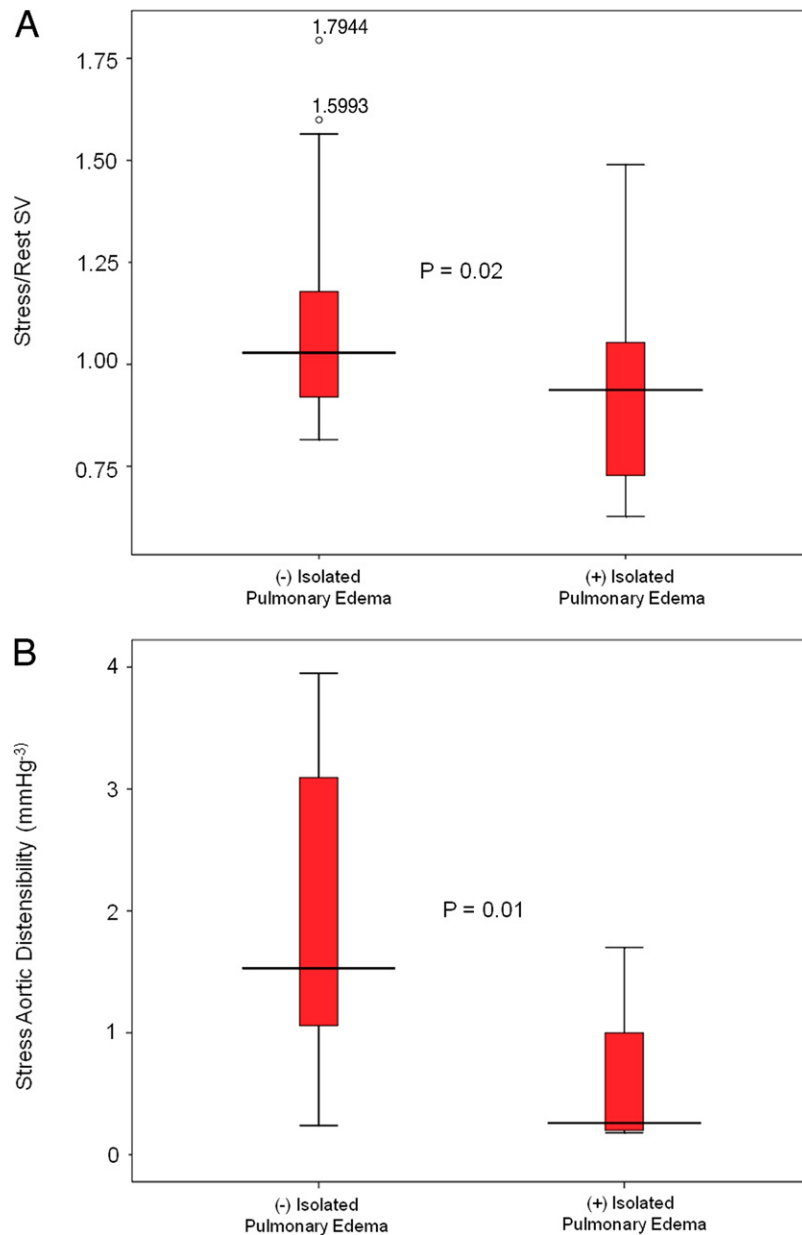 A
1.7944
1.75
1.5993
1.50
Stress/Rest SV
1.25
P = 0.02
1.00
0.75
(-) Isolated
Pulmonary Edema
(+) Isolated
Pulmonary Edema
B
4
Stress Aortic Distensibility (mmHg⁻³)
3
2
P = 0.01
1
0
(-) Isolated
Pulmonary Edema
(+) Isolated
Pulmonary Edema